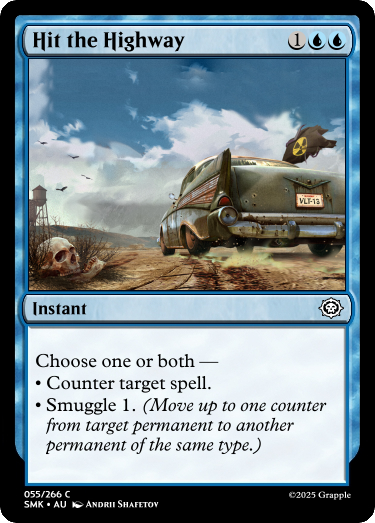 Hit the Highway 1
VLT-13
Instant
Choose one or both —
• Counter target spell.
• Smuggle 1. (Move up to one counter
from target permanent to another
permanent of the same type.)
055/266 C
SMK • AU Andrii Shafetov
©2025 Grapple